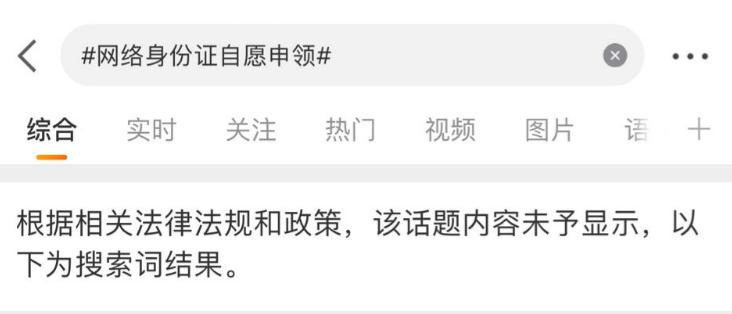 #网络身份证自愿申领#
综合 实时 关注 热门 视频 图片 语
根据相关法律法规和政策，该话题内容未予显示，以
下为搜索词结果。